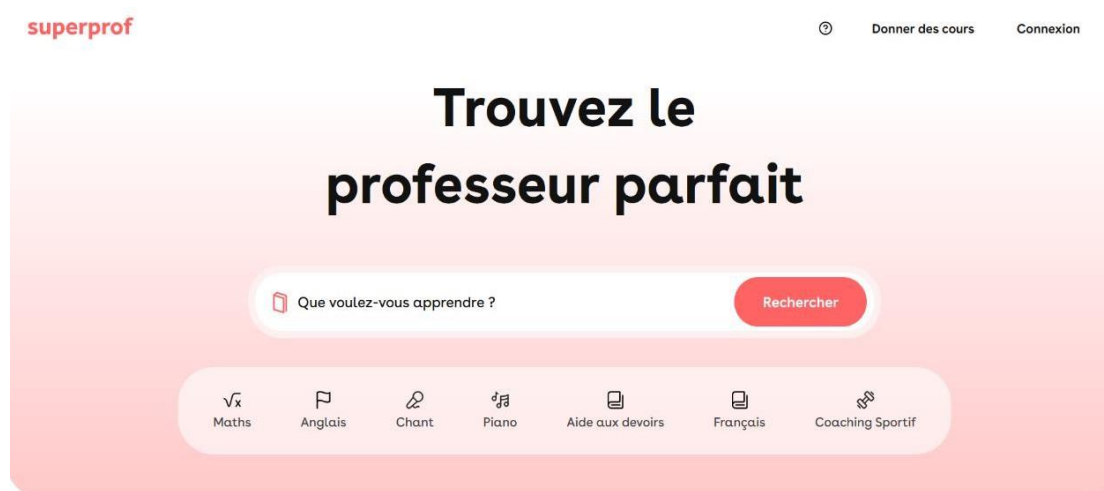 superprof
Donner des cours
Connexion
Trouvez le
professeur parfait
Que voulez-vous apprendre ?
Rechercher
Maths
Anglais
Chant
Piano
Aide aux devoirs
Français
Coaching Sportif